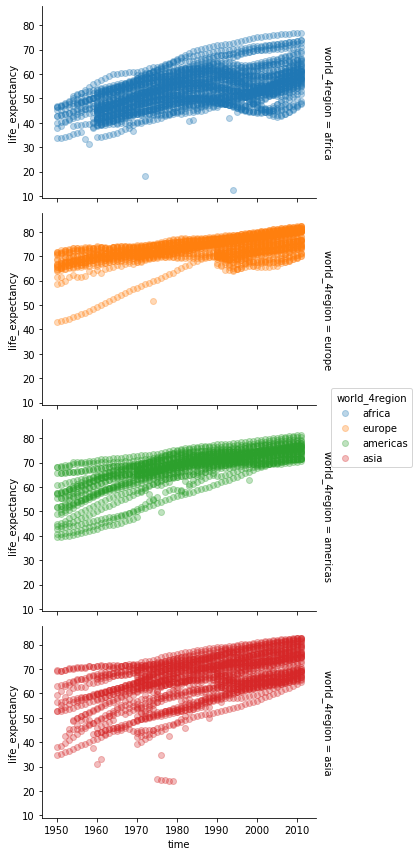 80
70
60
50
40
30
20
10
life_expectancy
world_4region = africa
80
70
60
50
40
30
20
10
life_expectancy
world_4region = europe
80
70
60
50
40
30
20
10
life_expectancy
world_4region = americas
80
70
60
50
40
30
20
10
life_expectancy
world_4region = asia
1950 1960 1970 1980 1990 2000 2010
time
world_4region
africa
europe
americas
asia